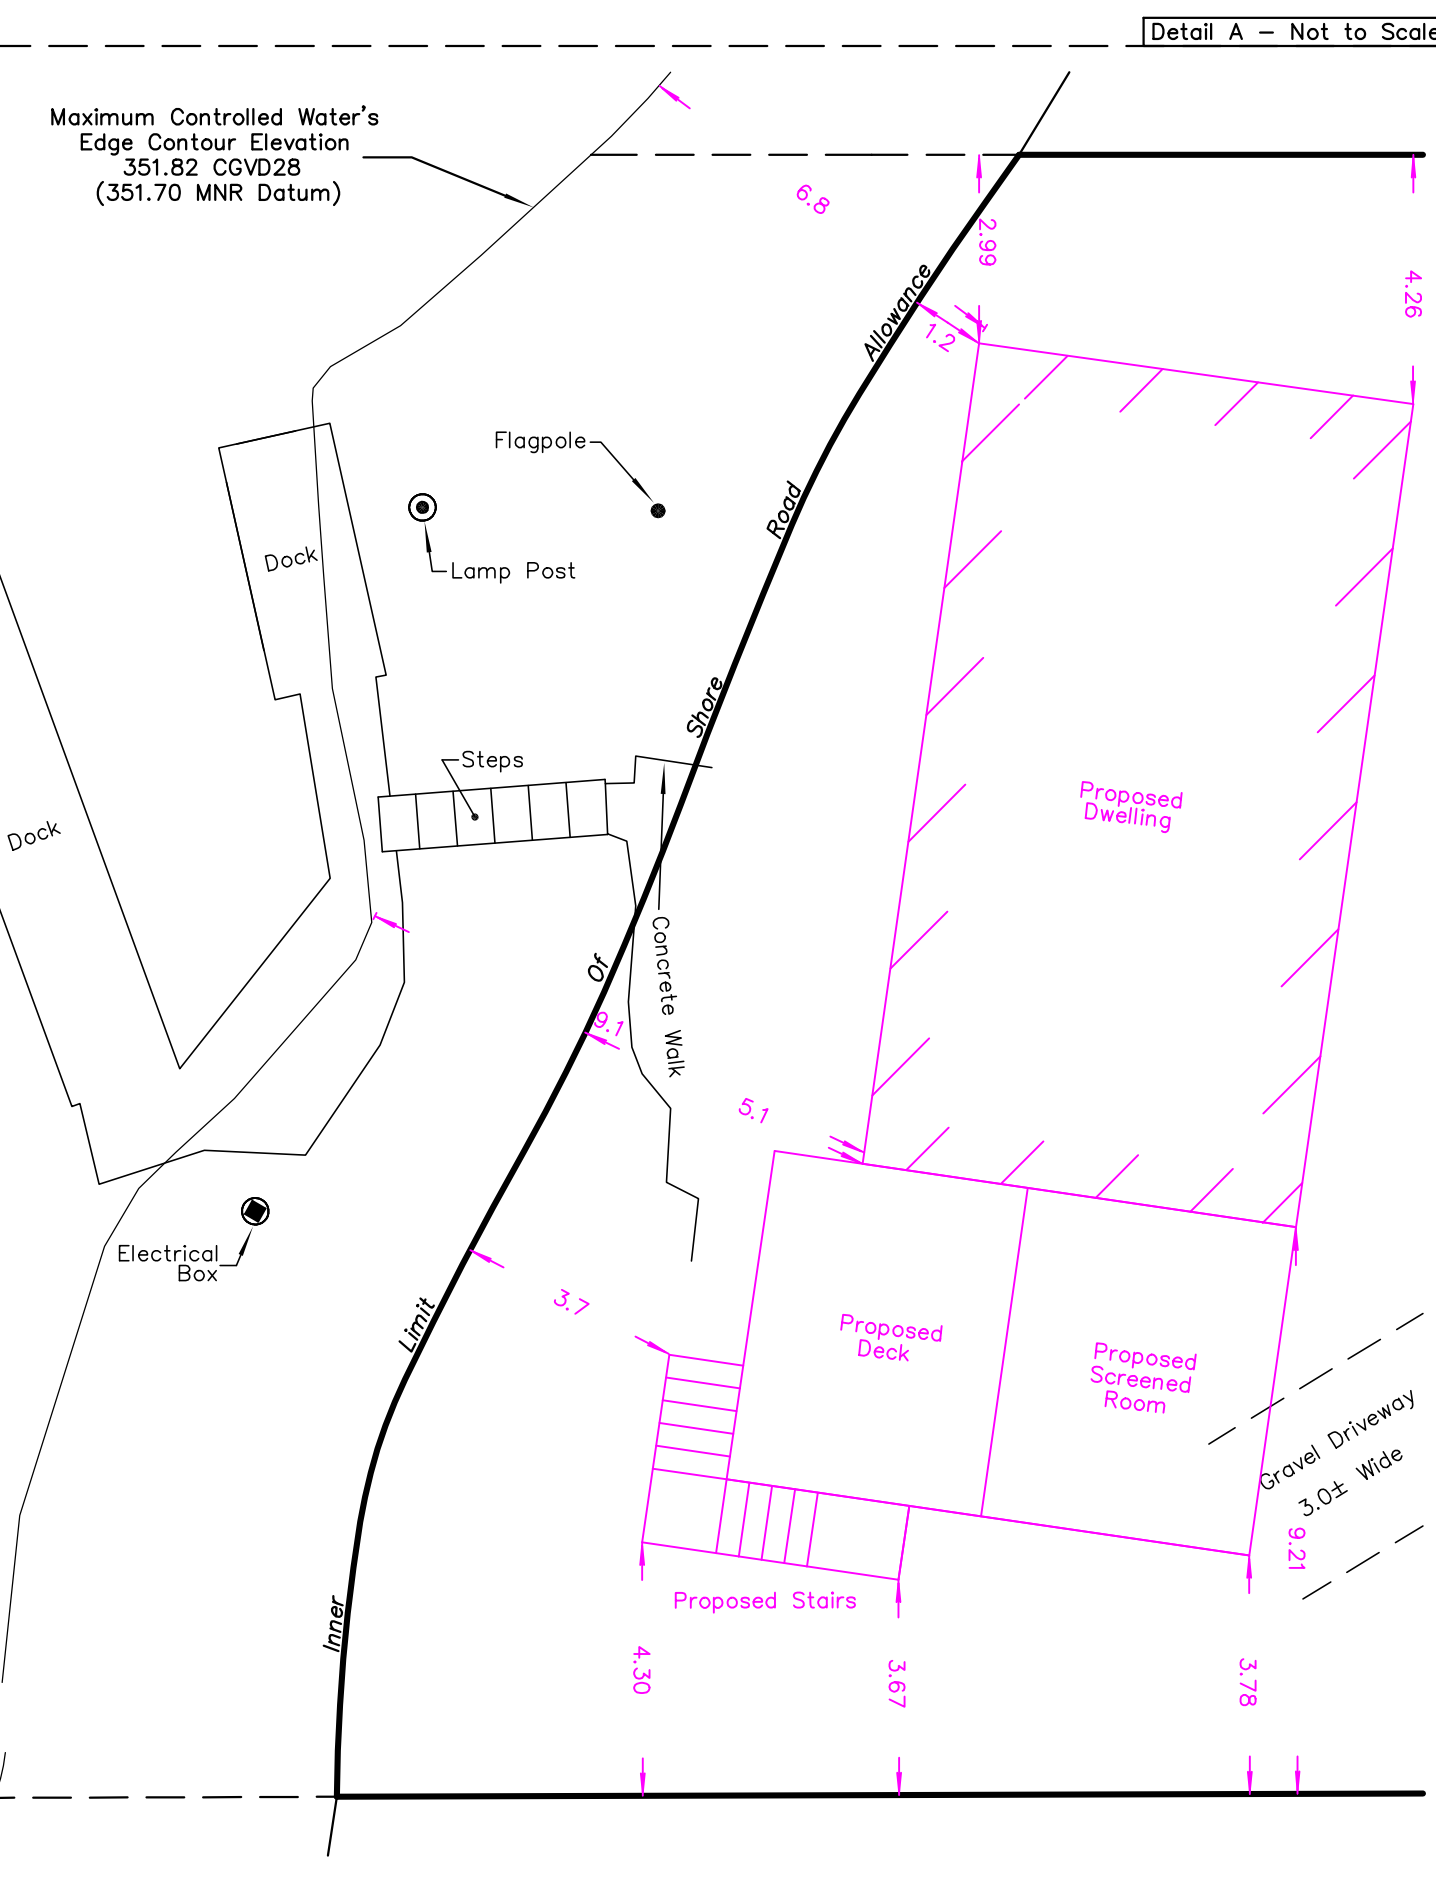 Detail A – Not to Scale
Maximum Controlled Water's
Edge Contour Elevation
351.82 CGVD28
(351.70 MNR Datum)
6.8
2.99
4.26
Allowance
1.2
Flagpole
Road
Dock
Lamp Post
Shore
Steps
Proposed
Dwelling
Dock
Concrete Walk
Of
9.1
5.1
Electrical
Box
3.7
Limit
Proposed
Deck
Proposed
Screened
Room
Gravel Driveway
3.0± Wide
9.21
Inner
Proposed Stairs
4.30
3.67
3.78